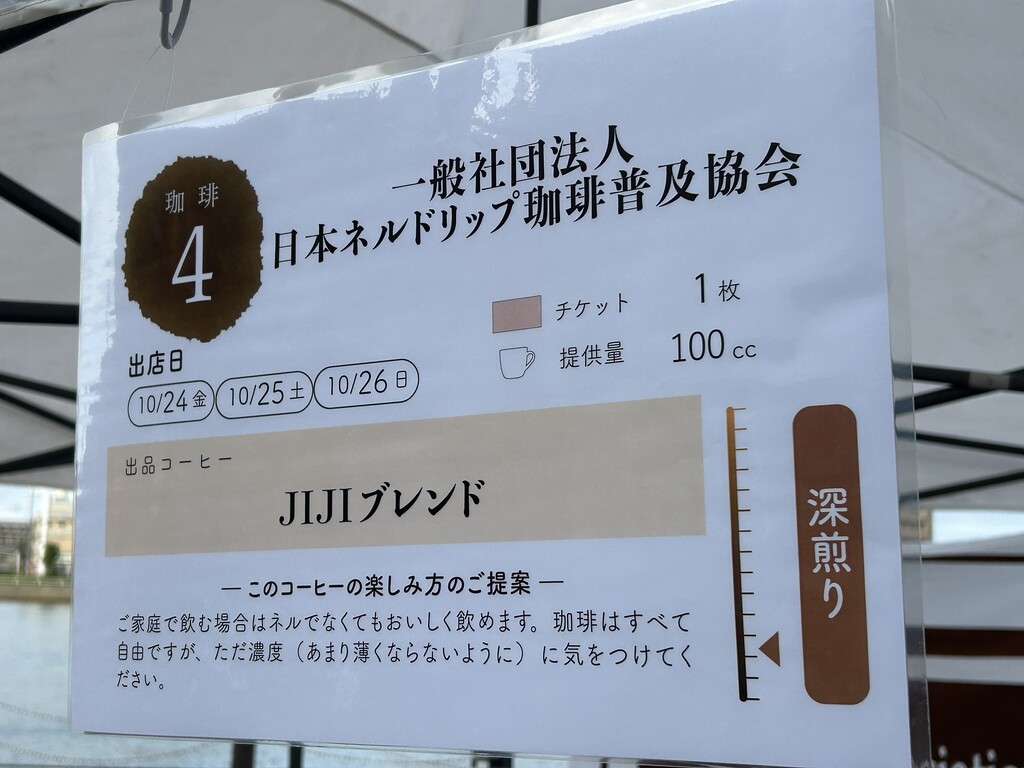 珈琲
4
一般社団法人
日本ネルドリップ珈琲普及協会
チケット 1枚
提供量 100cc
出店日
10/24金 10/25土 10/26日
出品コーヒー
JIJIブレンド
深煎り
― このコーヒーの楽しみ方のご提案 ―
ご家庭で飲む場合はネルでなくてもおいしく飲めます。珈琲はすべて
自由ですが、ただ濃度（あまり薄くならないように）に気をつけてく
ださい。